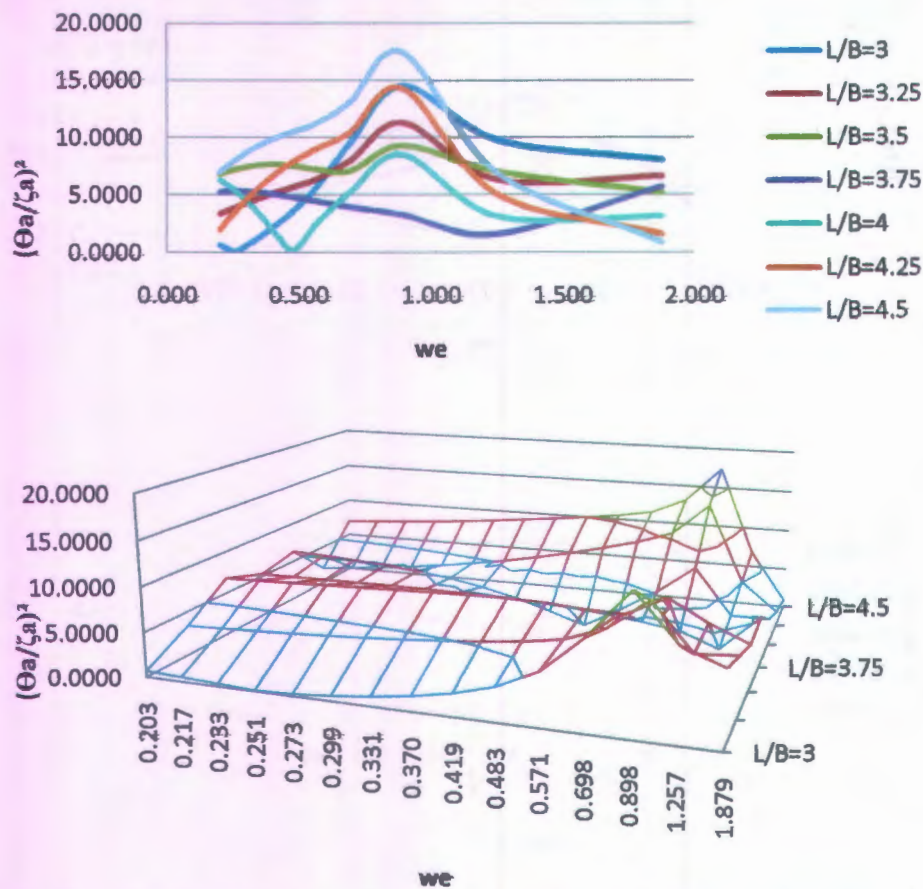 20.0000
15.0000
10.0000
5.0000
0.0000
(Θa/ζa)²
0.000 0.500 1.000 1.500 2.000
we
L/B=3
L/B=3.25
L/B=3.5
L/B=3.75
L/B=4
L/B=4.25
L/B=4.5
20.0000
15.0000
10.0000
5.0000
0.0000
(Θa/ζa)²
0.203
0.217
0.233
0.251
0.273
0.299
0.331
0.370
0.419
0.483
0.571
0.698
0.898
1.257
1.879
L/B=4.5
L/B=3.75
L/B=3
we